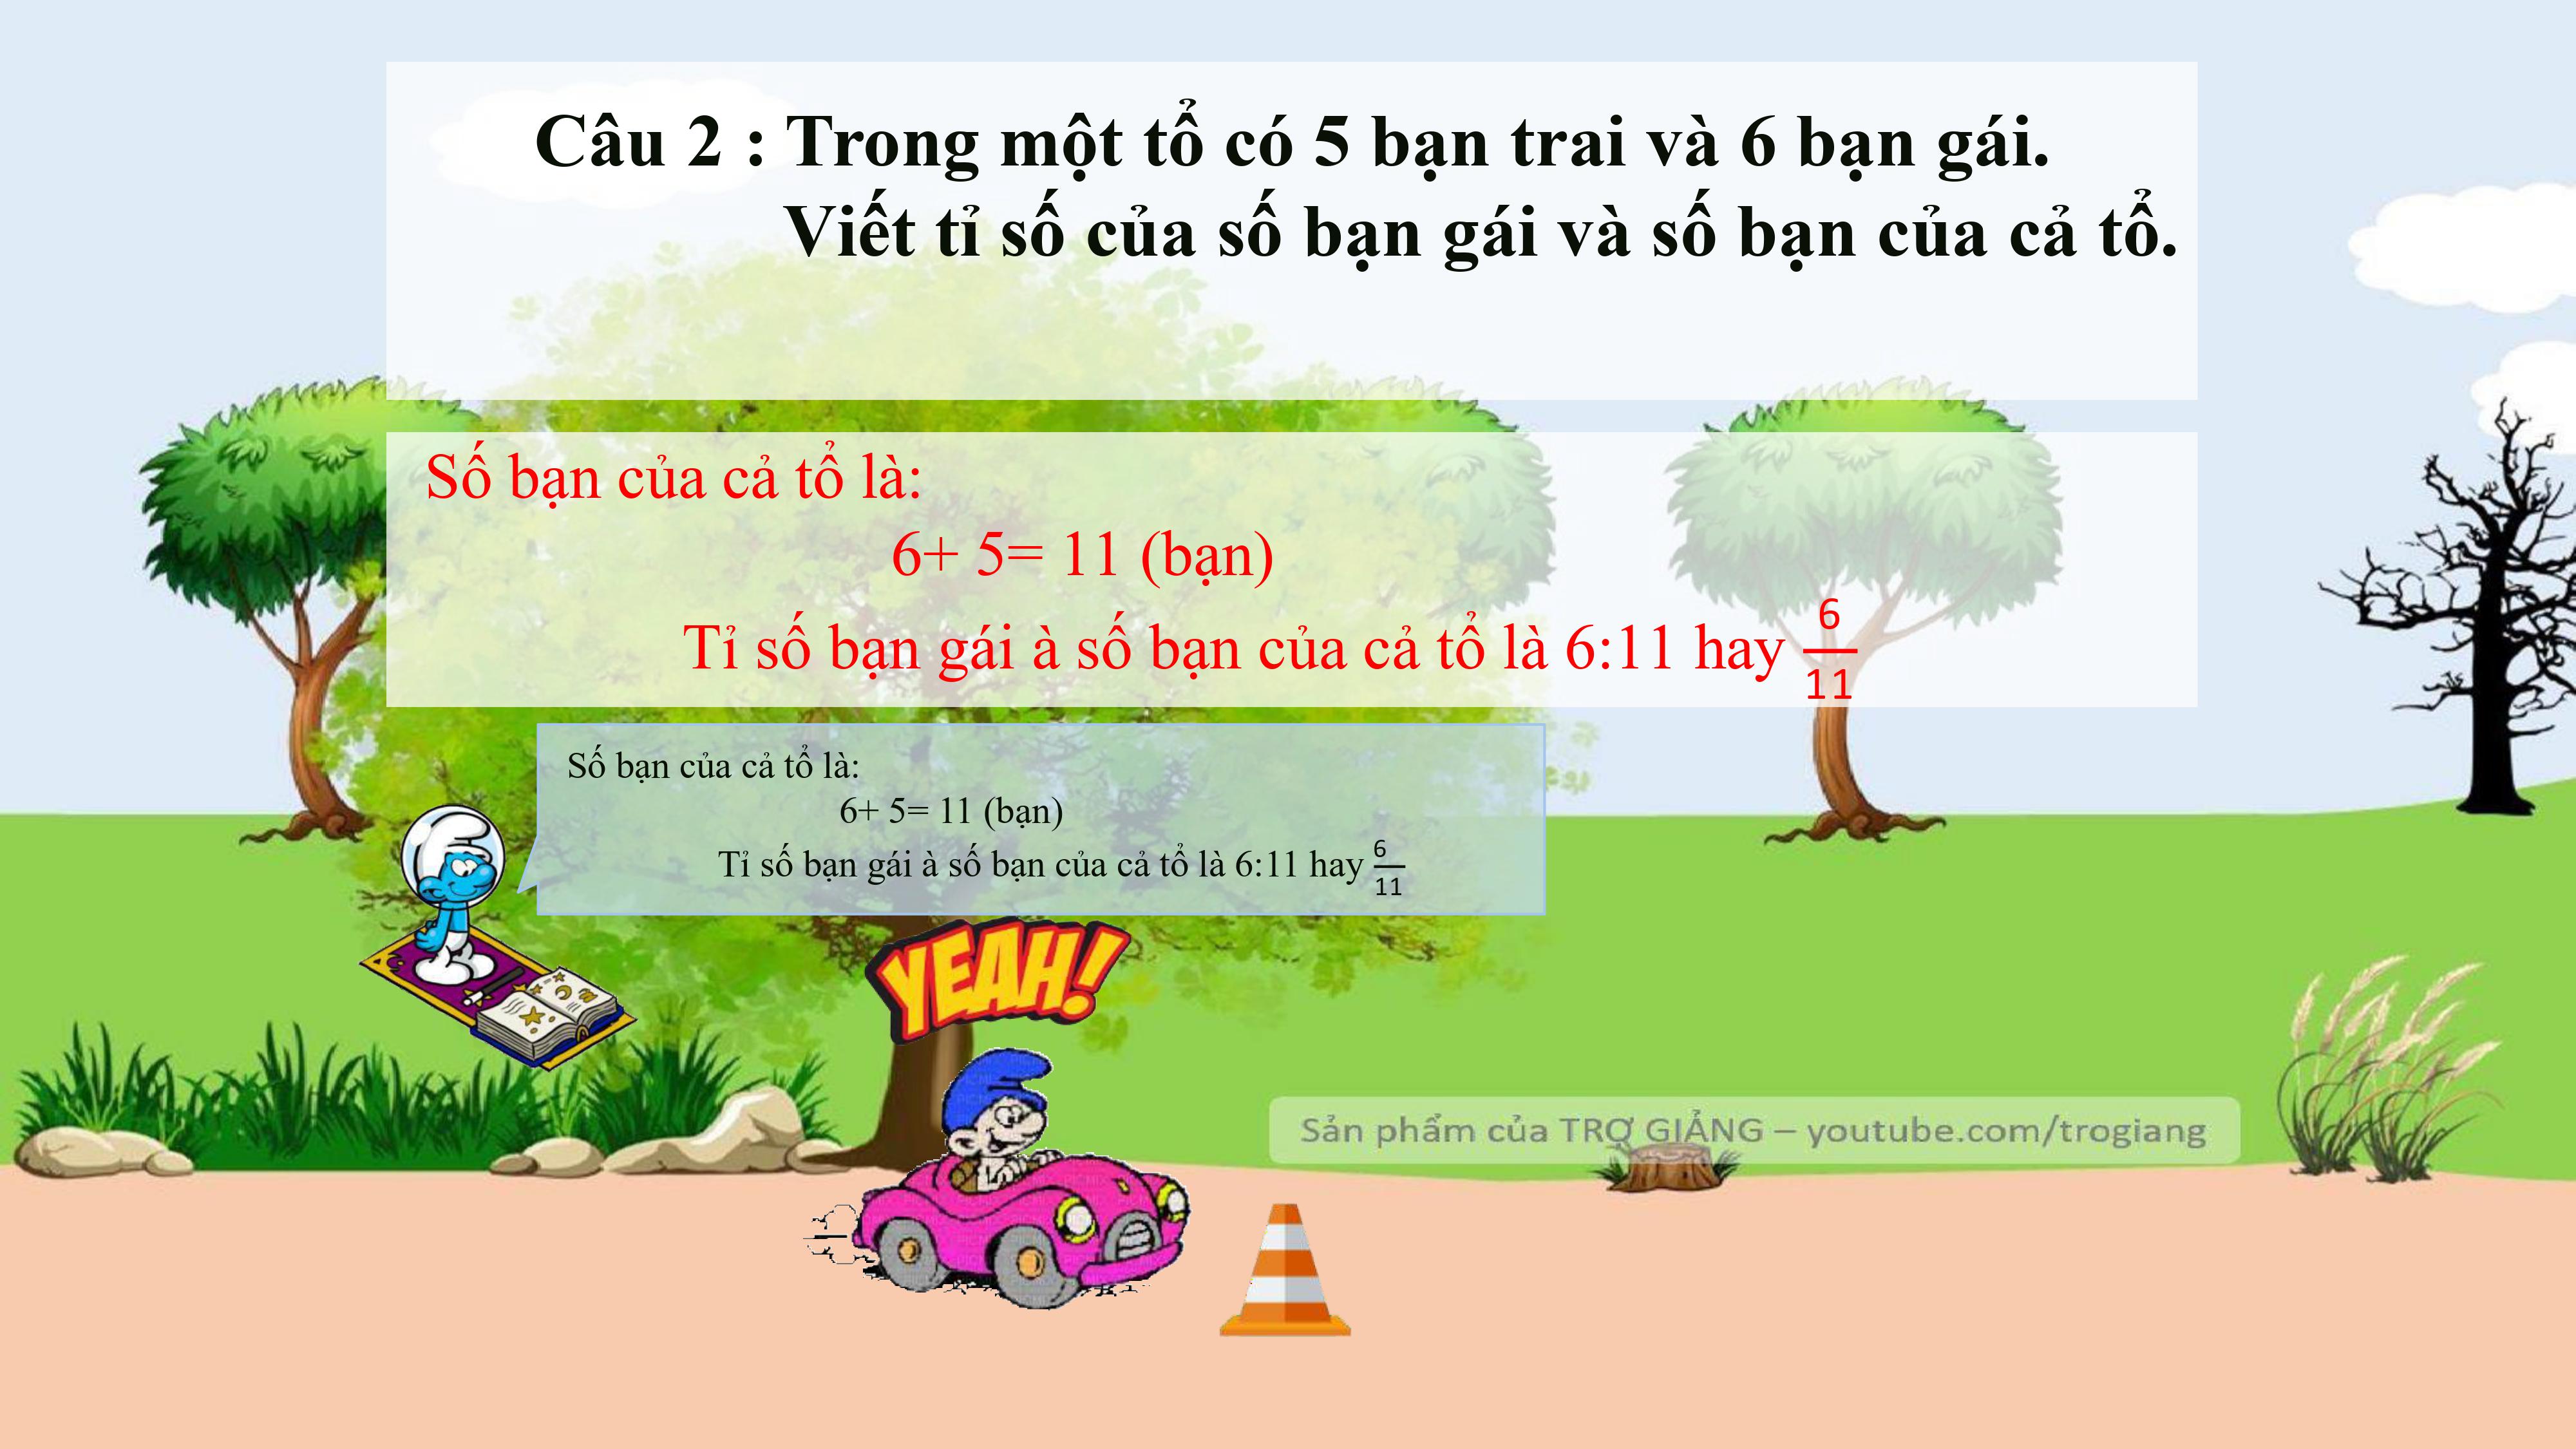 Câu 2 : Trong một tổ có 5 bạn trai và 6 bạn gái.
Viết tỉ số của số bạn gái và số bạn của cả tổ.
Số bạn của cả tổ là:
6+ 5= 11 (bạn)
Tỉ số bạn gái à số bạn của cả tổ là 6:11 hay 6/11
Số bạn của cả tổ là:
6+ 5= 11 (bạn)
Tỉ số bạn gái à số bạn của cả tổ là 6:11 hay 6/11
YEAH!
Sản phẩm của TRỢ GIẢNG – youtube.com/trogiang